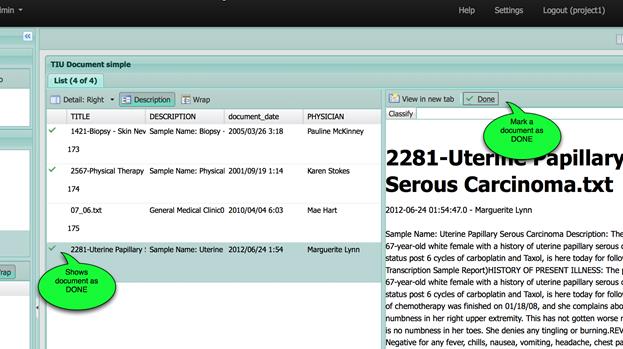 dmin
Help
Settings
Logout (project1)
TIU Document simple
List (4 of 4)
Detail: Right
Description
Wrap
TITLE
DESCRIPTION
document_date
PHYSICIAN
1421-Biopsy - Skin Nev
Sample Name: Biopsy -
2005/03/26 3:18
Pauline McKinney
173
2567-Physical Therapy
Sample Name: Physical
2001/09/19 1:14
Karen Stokes
174
07_06.txt
General Medical Clinic0
2010/04/04 6:03
Mae Hart
175
2281-Uterine Papillary S
Sample Name: Uterine
2012/06/24 1:54
Marguerite Lynn
Shows
document as
DONE
rap
View in new tab
Done
Classify
Mark a
document as
DONE
2281-Uterine Papillary
Serous Carcinoma.txt
2012-06-24 01:54:47.0 - Marguerite Lynn
Sample Name: Uterine Papillary Serous Carcinoma Description: The
67-year-old white female with a history of uterine papillary serous c
status post 6 cycles of carboplatin and Taxol, is here today for follow
Transcription Sample Report)HISTORY OF PRESENT ILLNESS: The p
67-year-old white female with a history of uterine papillary serous c
status post 6 cycles of carboplatin and Taxol, is here today for follow
of chemotherapy was finished on 01/18/08, and she complains abo
numbness in her right upper extremity. This has not gotten worse r
is no numbness in her toes. She denies any tingling or burning.REV
Negative for any fever, chills, nausea, vomiting, headache, chest pa